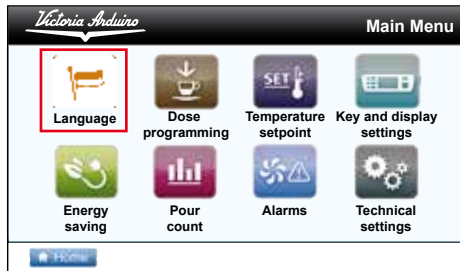 Victoria Arduino
Main Menu
SET
Language
Dose programming
Temperature setpoint
Key and display settings
Energy saving
Pour count
Alarms
Technical settings
Home